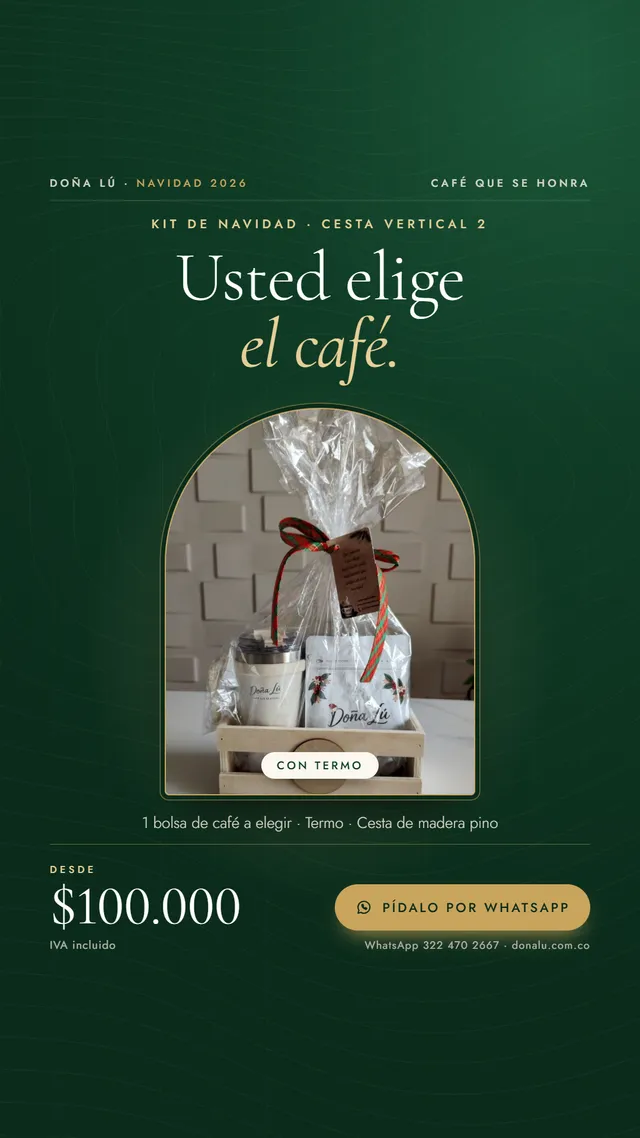 DOÑA LÚ · NAVIDAD 2026
CAFÉ QUE SE HONRA
KIT DE NAVIDAD · CESTA VERTICAL 2
Usted elige
el café.
Doña Lú
Doña Lú
CON TERMO
1 bolsa de café a elegir · Termo · Cesta de madera pino
DESDE
$100.000
PÍDALO POR WHATSAPP
IVA incluido
WhatsApp 322 470 2667 · donalu.com.co